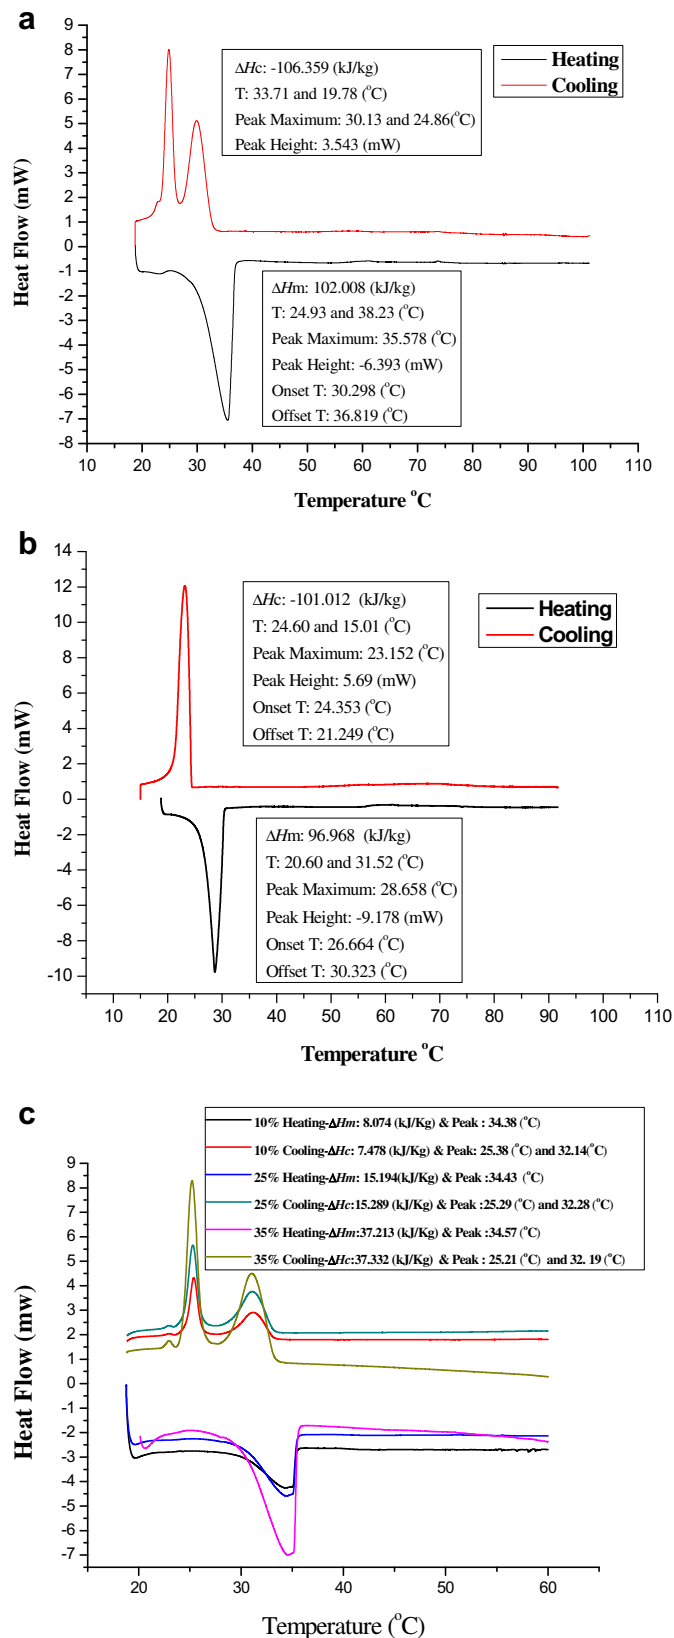 a
Heating
Cooling
ΔHc: -106.359 (kJ/kg)
T: 33.71 and 19.78 (°C)
Peak Maximum: 30.13 and 24.86(°C)
Peak Height: 3.543 (mW)
ΔHm: 102.008 (kJ/kg)
T: 24.93 and 38.23 (°C)
Peak Maximum: 35.578 (°C)
Peak Height: -6.393 (mW)
Onset T: 30.298 (°C)
Offset T: 36.819 (°C)
9
8
7
6
5
4
3
2
1
0
-1
-2
-3
-4
-5
-6
-7
-8
Heat Flow (mW)
10 20 30 40 50 60 70 80 90 100 110
Temperature °C
b
Heating
Cooling
ΔHc: -101.012 (kJ/kg)
T: 24.60 and 15.01 (°C)
Peak Maximum: 23.152 (°C)
Peak Height: 5.69 (mW)
Onset T: 24.353 (°C)
Offset T: 21.249 (°C)
ΔHm: 96.968 (kJ/kg)
T: 20.60 and 31.52 (°C)
Peak Maximum: 28.658 (°C)
Peak Height: -9.178 (mW)
Onset T: 26.664 (°C)
Offset T: 30.323 (°C)
14
12
10
8
6
4
2
0
-2
-4
-6
-8
-10
Heat Flow (mW)
10 20 30 40 50 60 70 80 90 100 110
Temperature °C
c
10% Heating-ΔHm: 8.074 (kJ/Kg) & Peak : 34.38 (°C)
10% Cooling-ΔHc: 7.478 (kJ/Kg) & Peak: 25.38 (°C) and 32.14(°C)
25% Heating-ΔHm: 15.194(kJ/Kg) & Peak :34.43 (°C)
25% Cooling-ΔHc:15.289(kJ/Kg) & Peak :25.29 (°C) and 32.28 (°C)
35% Heating-ΔHm:37.213 (kJ/Kg) & Peak :34.57 (°C)
35% Cooling-ΔHc:37.332 (kJ/Kg) & Peak : 25.21 (°C) and 32. 19 (°C)
9
8
7
6
5
4
3
2
1
0
-1
-2
-3
-4
-5
-6
-7
Heat Flow (mw)
20 30 40 50 60
Temperature (°C)